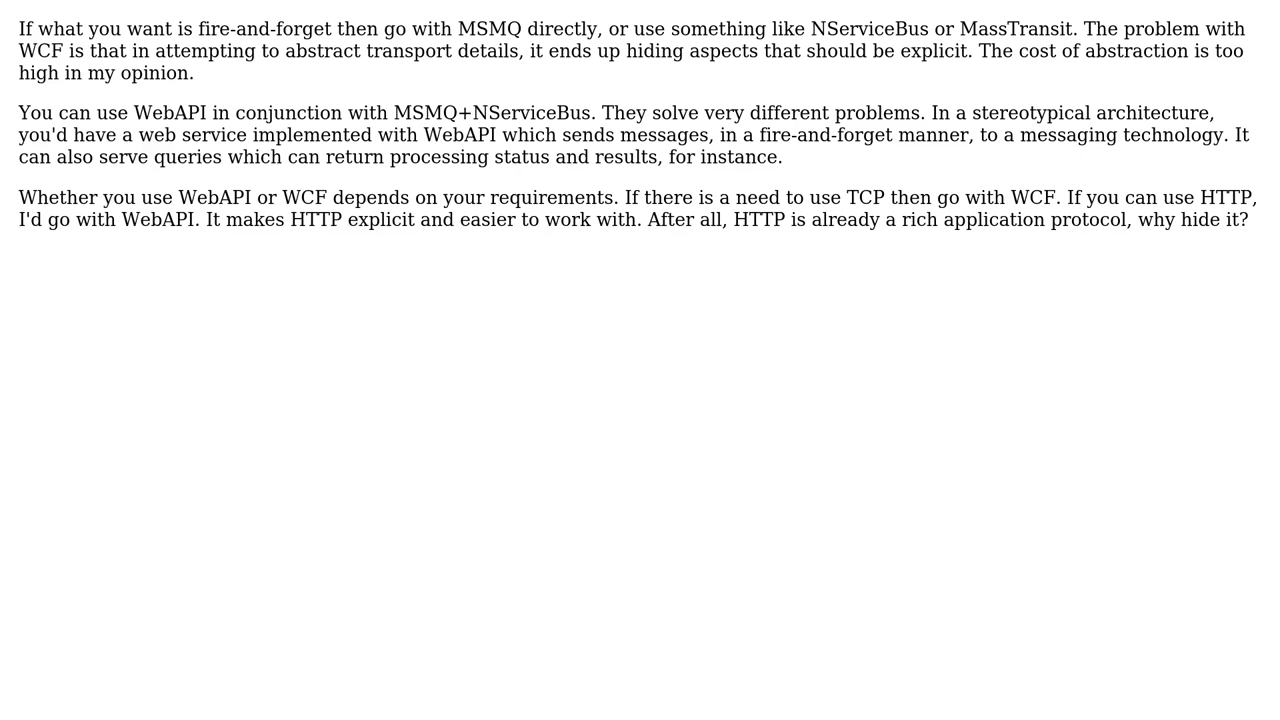 If what you want is fire-and-forget then go with MSMQ directly, or use something like NServiceBus or MassTransit. The problem with
WCF is that in attempting to abstract transport details, it ends up hiding aspects that should be explicit. The cost of abstraction is too
high in my opinion.
You can use WebAPI in conjunction with MSMQ+NServiceBus. They solve very different problems. In a stereotypical architecture,
you'd have a web service implemented with WebAPI which sends messages, in a fire-and-forget manner, to a messaging technology. It
can also serve queries which can return processing status and results, for instance.
Whether you use WebAPI or WCF depends on your requirements. If there is a need to use TCP then go with WCF. If you can use HTTP,
I'd go with WebAPI. It makes HTTP explicit and easier to work with. After all, HTTP is already a rich application protocol, why hide it?